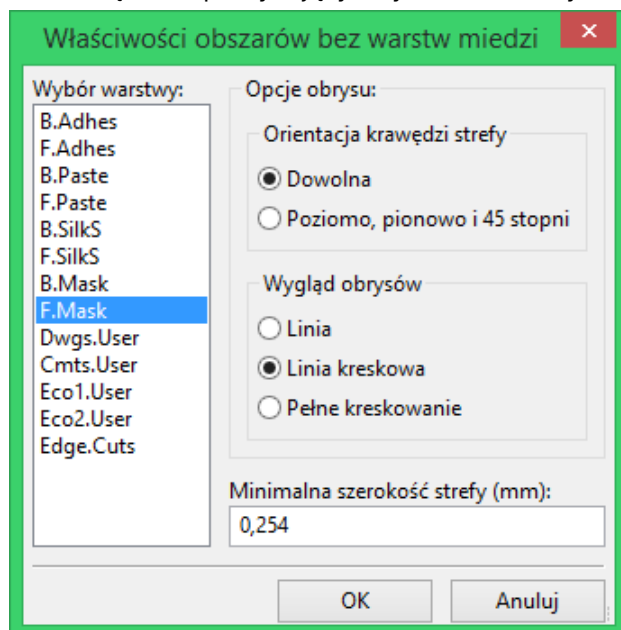 Właściwości obszarów bez warstw miedzi
Wybór warstwy:
B.Adhes
F.Adhes
B.Paste
F.Paste
B.SilkS
F.SilkS
B.Mask
F.Mask
Dwgs.User
Cmts.User
Eco1.User
Eco2.User
Edge.Cuts
Opcje obrysu:
Orientacja krawędzi strefy
Dowolna
Poziomo, pionowo i 45 stopni
Wygląd obrysów
Linia
Linia kreskowa
Pełne kreskowanie
Minimalna szerokość strefy (mm):
0,254
OK
Anuluj